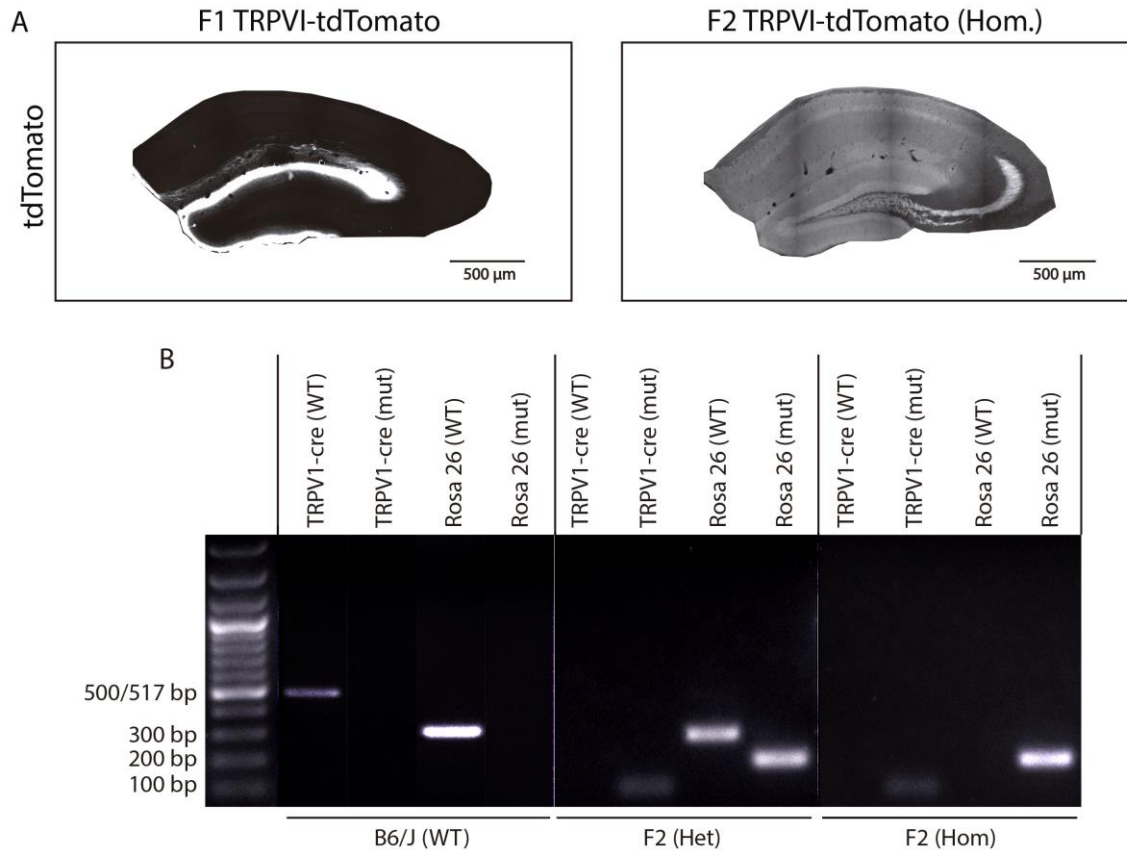 A
F1 TRPVI-tdTomato
F2 TRPVI-tdTomato (Hom.)
tdTomato
500 µm
500 µm
B
TRPV1-cre (WT)
TRPV1-cre (mut)
Rosa 26 (WT)
Rosa 26 (mut)
TRPV1-cre (WT)
TRPV1-cre (mut)
Rosa 26 (WT)
Rosa 26 (mut)
TRPV1-cre (WT)
TRPV1-cre (mut)
Rosa 26 (WT)
Rosa 26 (mut)
500/517 bp
300 bp
200 bp
100 bp
B6/J (WT)
F2 (Het)
F2 (Hom)